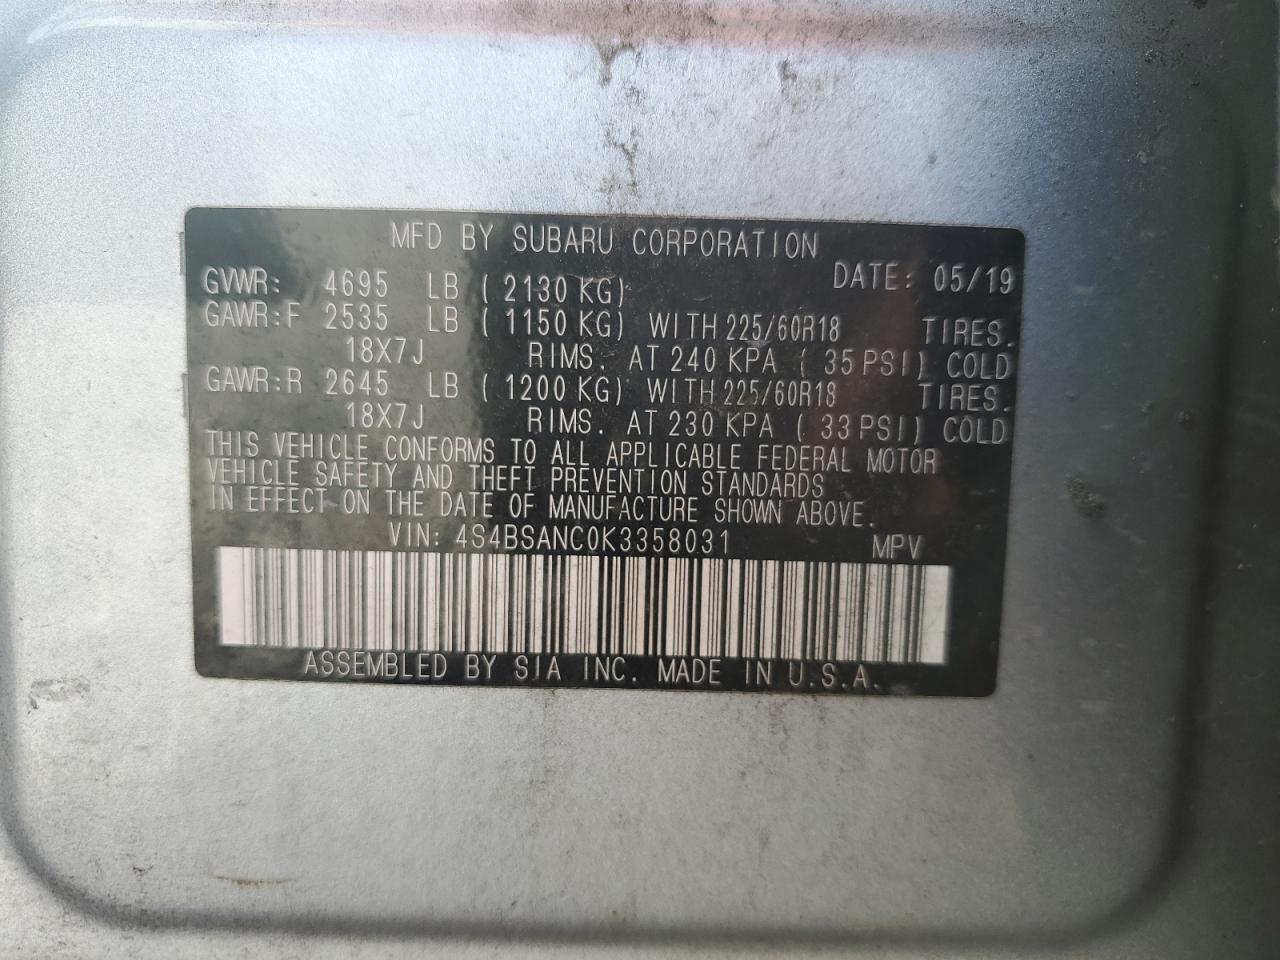 MFD BY SUBARU CORPORATION
GVWR: 4695 LB ( 2130 KG) DATE: 05/19
GAWR:F 2535 LB ( 1150 KG) WITH 225/60R18 TIRES.
18X7J RIMS. AT 240 KPA ( 35 PSI) COLD
GAWR:R 2645 LB ( 1200 KG) WITH 225/60R18 TIRES.
18X7J RIMS. AT 230 KPA ( 33 PSI) COLD
THIS VEHICLE CONFORMS TO ALL APPLICABLE FEDERAL MOTOR
VEHICLE SAFETY AND THEFT PREVENTION STANDARDS
IN EFFECT ON THE DATE OF MANUFACTURE SHOWN ABOVE.
VIN: 4S4BSANC0K3358031 MPV
ASSEMBLED BY SIA INC. MADE IN U.S.A.